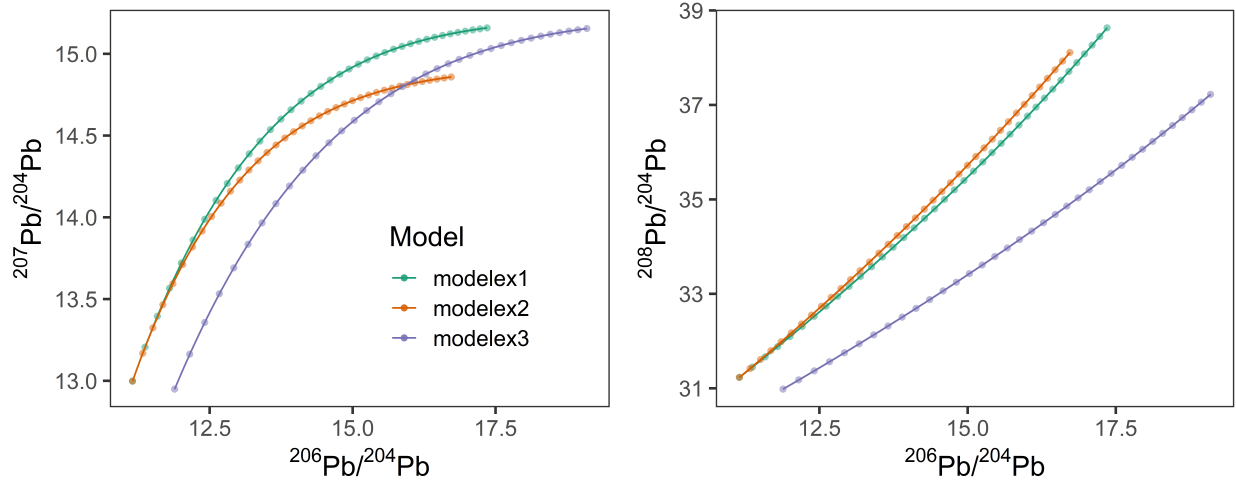 15.0
14.5
14.0
13.5
13.0
²⁰⁷Pb/²⁰⁴Pb
12.5 15.0 17.5
²⁰⁶Pb/²⁰⁴Pb
Model
modelex1
modelex2
modelex3
39
37
35
33
31
²⁰⁸Pb/²⁰⁴Pb
12.5 15.0 17.5
²⁰⁶Pb/²⁰⁴Pb